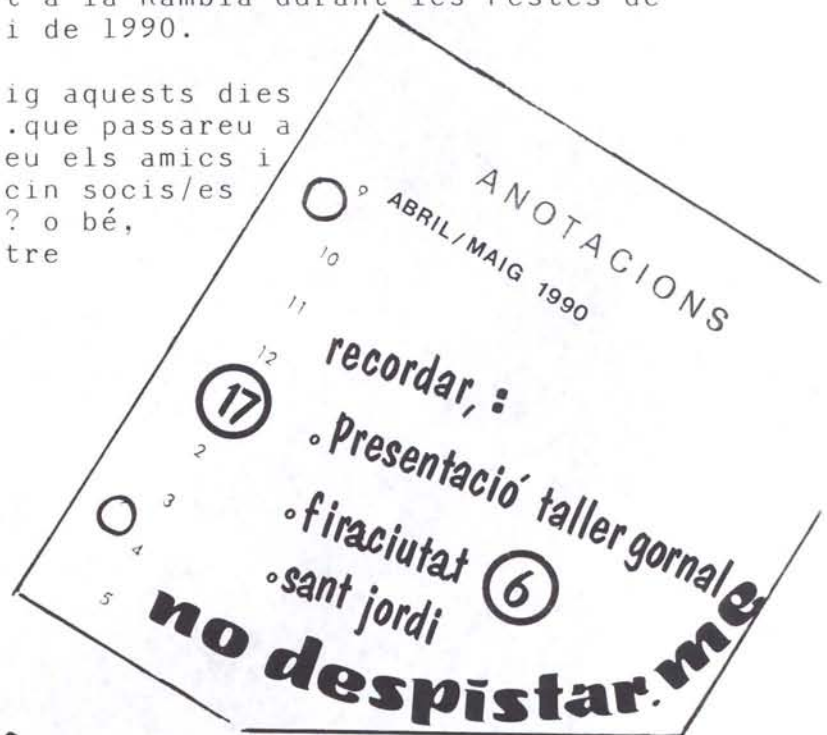 t a la Rambla durant les Festes de
i de 1990.
ig aquests dies
.que passareu a
eu els amics i
cin socis/es
? o bé,
tre
ANOTACIONS
9 ABRIL/MAIG 1990
10
11
12 recordar, :
17
2 Presentació taller gornal
3 firaciutat 6
4 sant jordi
5 no despistar.me